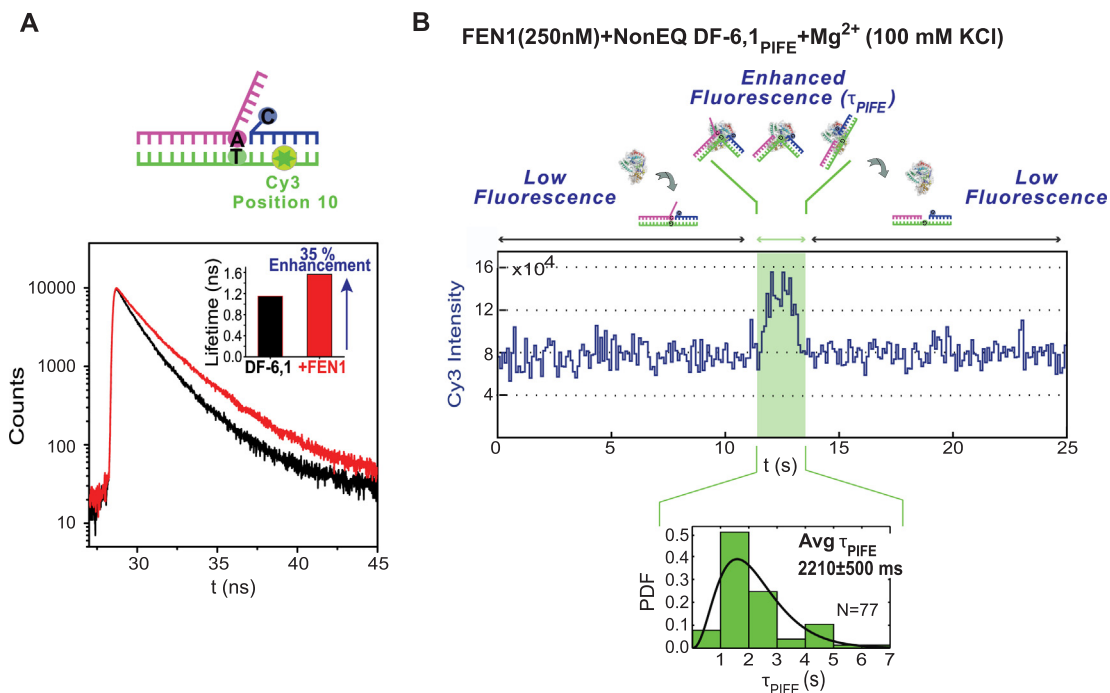 A
A
T
C
Cy3
Position 10
Counts
10000
1000
100
10
30
35
40
45
t (ns)
Lifetime (ns)
1.6
1.2
0.8
0.4
0.0
35 %
Enhancement
DF-6,1
+FEN1
B
FEN1(250nM)+NonEQ DF-6,1PIFE+Mg2+ (100 mM KCl)
Enhanced
Fluorescence (τPIFE)
Low
Fluorescence
Low
Fluorescence
Cy3 Intensity
x10^4
16
12
8
4
0
5
10
15
20
25
t (s)
PDF
0.5
0.4
0.3
0.2
0.1
0.0
Avg τPIFE
2210±500 ms
N=77
1 2 3 4 5 6 7
τPIFE (s)